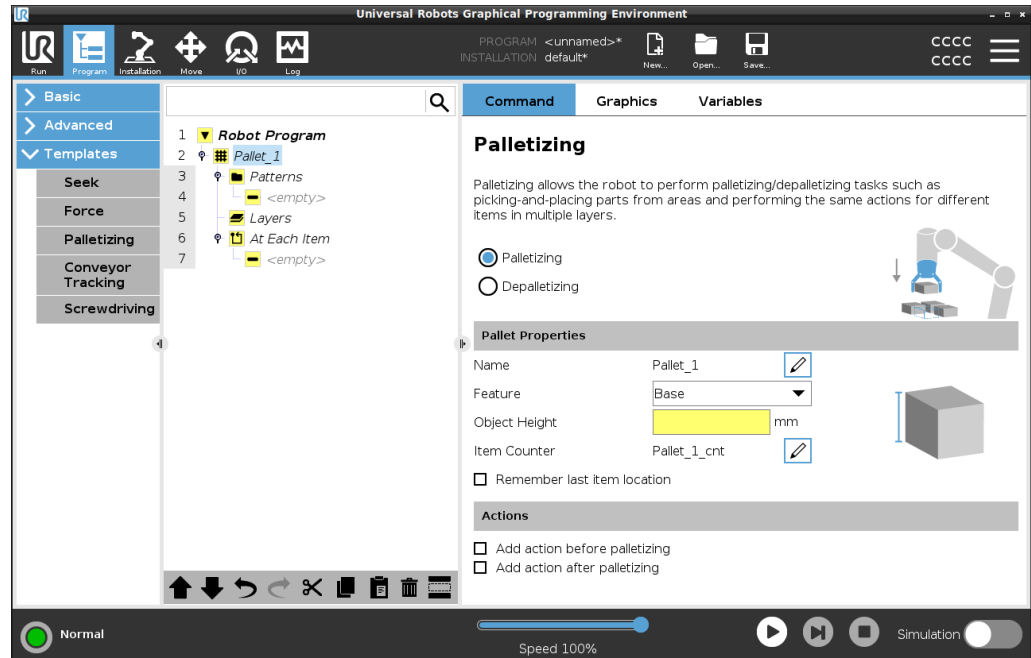 Universal Robots Graphical Programming Environment
UR
Run
Program
Installation
Move
I/O
Log
PROGRAM <unnamed>*
INSTALLATION default*
New...
Open...
Save...
CCCC
CCCC
Basic
Advanced
Templates
Seek
Force
Palletizing
Conveyor
Tracking
Screwdriving
1 Robot Program
2 Pallet_1
3 Patterns
4 <empty>
5 Layers
6 At Each Item
7 <empty>
Command Graphics Variables
Palletizing
Palletizing allows the robot to perform palletizing/depalletizing tasks such as
picking-and-placing parts from areas and performing the same actions for different
items in multiple layers.
Palletizing
Depalletizing
Pallet Properties
Name Pallet_1
Feature Base
Object Height mm
Item Counter Pallet_1_cnt
Remember last item location
Actions
Add action before palletizing
Add action after palletizing
Normal
Speed 100%
Simulation